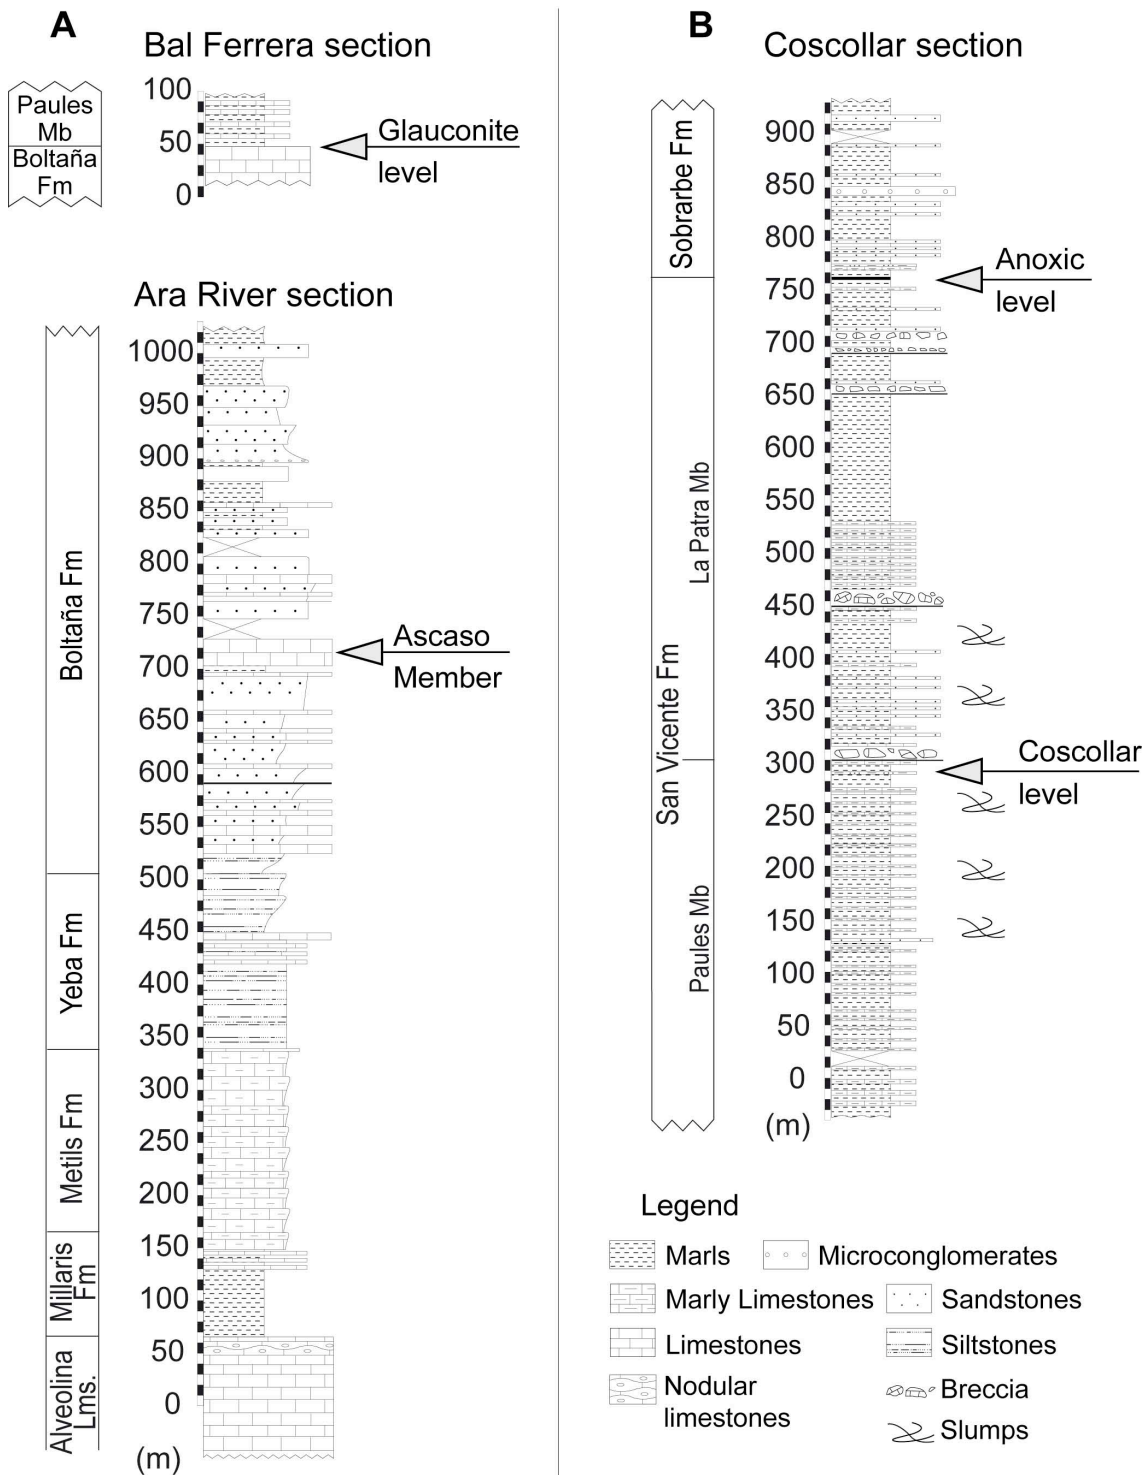 A
Bal Ferrera section
Paules
Mb
Boltaña
Fm
100
50
0
Glauconite
level
Ara River section
Boltaña Fm
Yeba Fm
Metils Fm
Millaris
Fm
Alveolina
Lms.
1000
950
900
850
800
750
700
650
600
550
500
450
400
350
300
250
200
150
100
50
0
(m)
Ascaso
Member
B
Coscollar section
Sobrarbe Fm
San Vicente Fm
La Patra Mb
Paules Mb
900
850
800
750
700
650
600
550
500
450
400
350
300
250
200
150
100
50
0
(m)
Anoxic
level
Coscollar
level
Legend
Marls
Microconglomerates
Marly Limestones
Sandstones
Limestones
Siltstones
Nodular
limestones
Breccia
Slumps